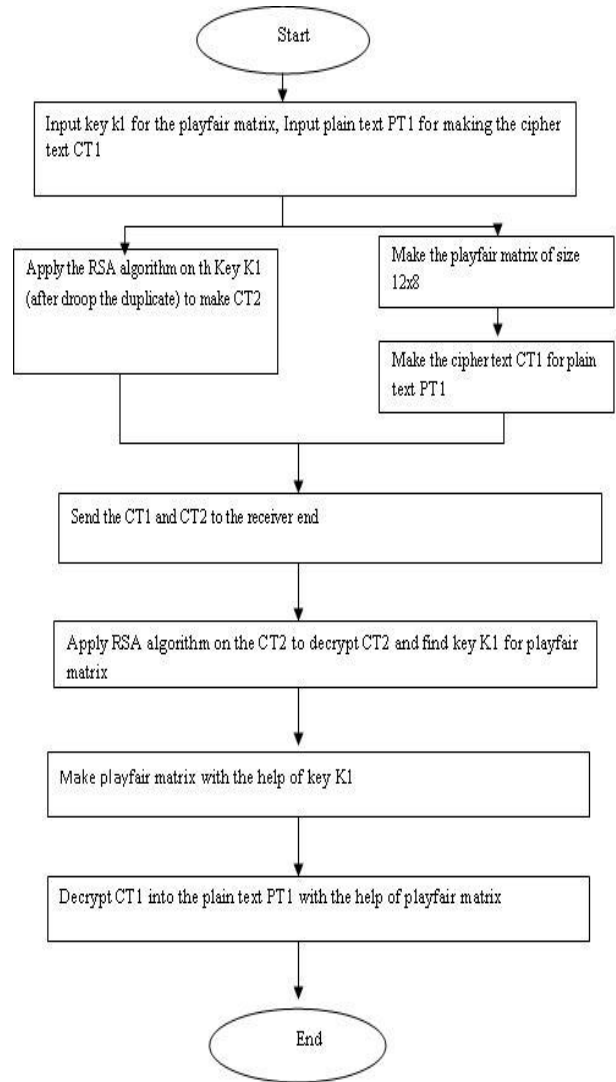 Start
Input key k1 for the playfair matrix, Input plain text PT1 for making the cipher
text CT1
Apply the RSA algorithm on th Key K1
(after droop the duplicate) to make CT2
Make the playfair matrix of size
12x8
Make the cipher text CT1 for plain
text PT1
Send the CT1 and CT2 to the receiver end
Apply RSA algorithm on the CT2 to decrypt CT2 and find key K1 for playfair
matrix
Make playfair matrix with the help of key K1
Decrypt CT1 into the plain text PT1 with the help of playfair matrix
End